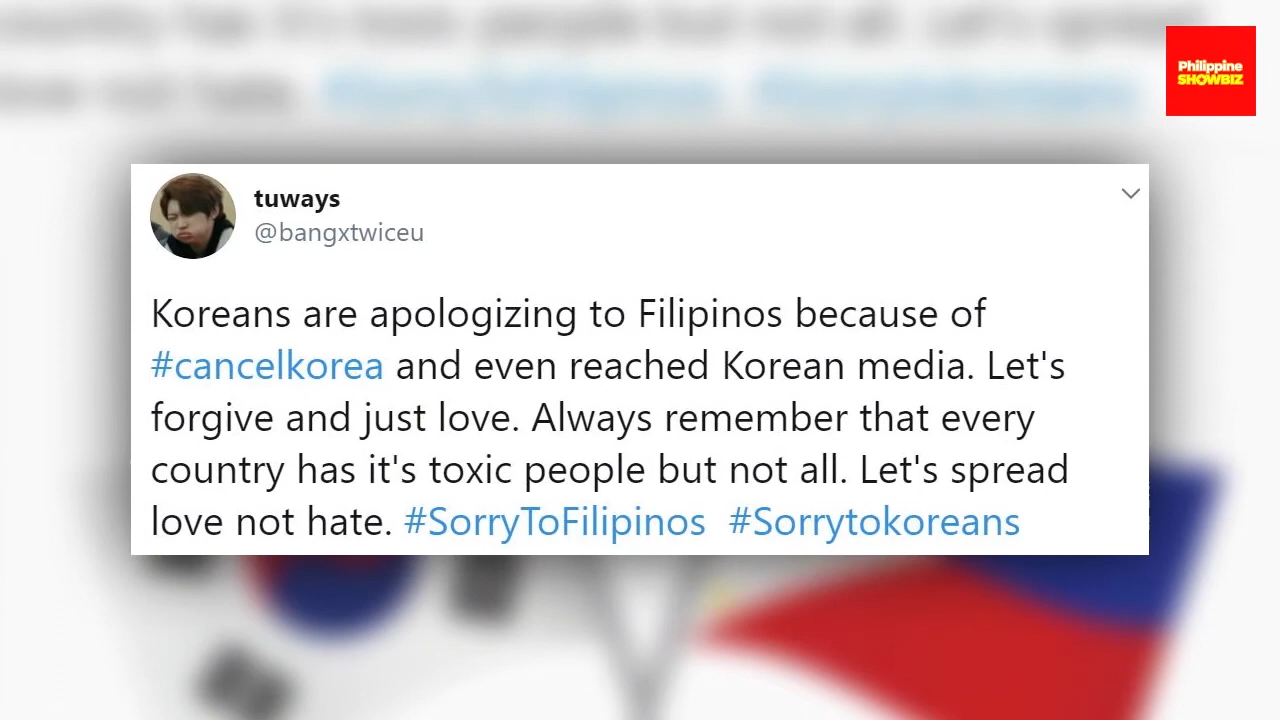 Philippine
SHOWBIZ
tuways
@bangxtwiceu
Koreans are apologizing to Filipinos because of
#cancelkorea and even reached Korean media. Let's
forgive and just love. Always remember that every
country has it's toxic people but not all. Let's spread
love not hate. #SorryToFilipinos #Sorrytokoreans